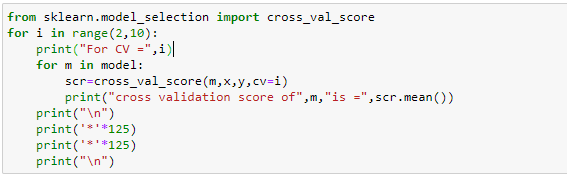 from sklearn.model_selection import cross_val_score
for i in range(2,10):
    print("For CV =",i)
    for m in model:
        scr=cross_val_score(m,x,y,cv=i)
        print("cross validation score of",m,"is =",scr.mean())
    print("\n")
    print('*'*125)
    print('*'*125)
    print("\n")